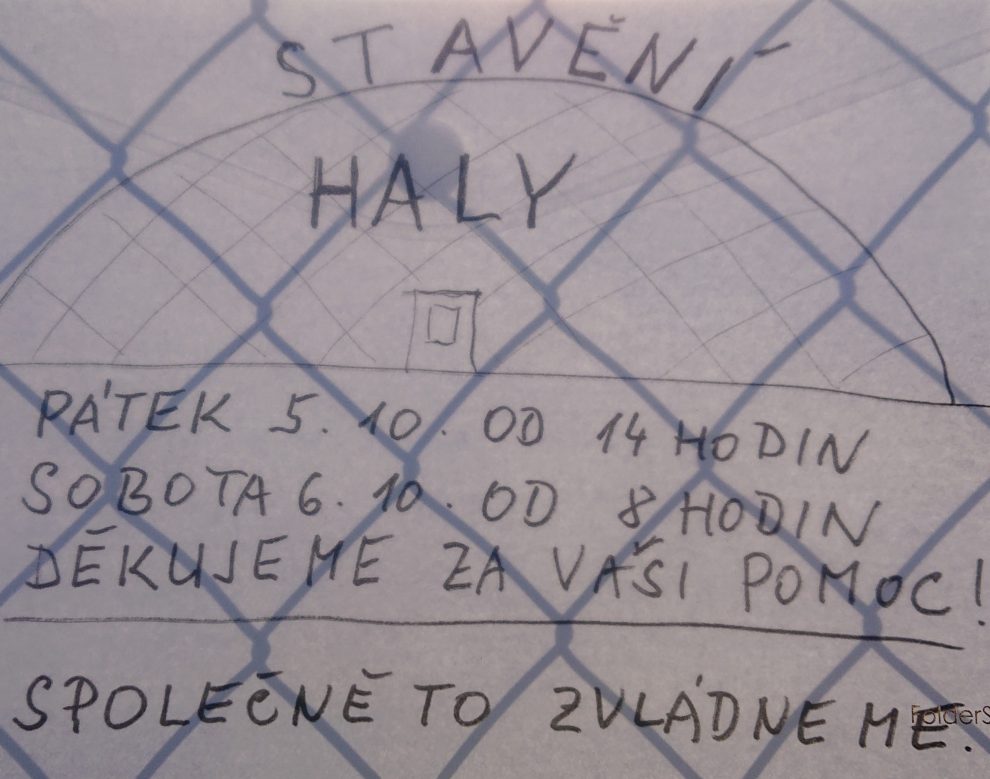 STAVĚNÍ
HALY
PÁTEK 5. 10. OD 14 HODIN
SOBOTA 6. 10. OD 8 HODIN
DĚKUJEME ZA VAŠI POMOC!
SPOLEČNĚ TO ZVLÁDNEME.